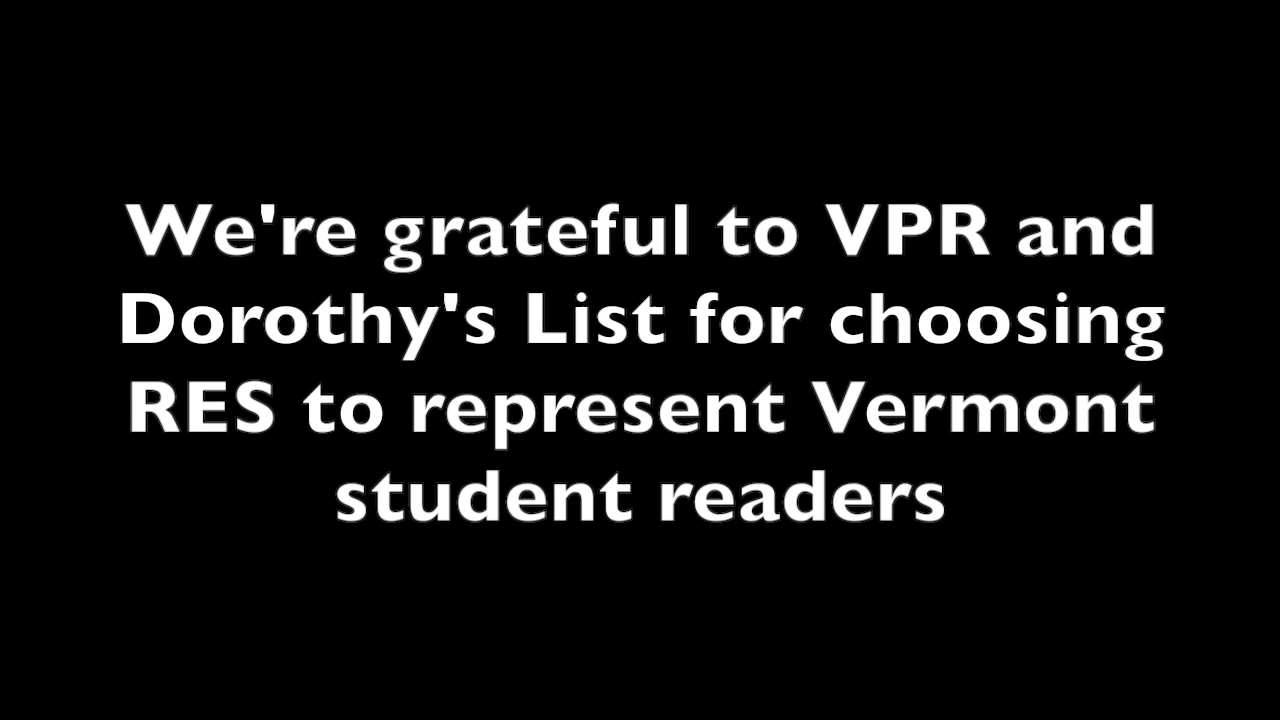 We're grateful to VPR and
Dorothy's List for choosing
RES to represent Vermont
student readers